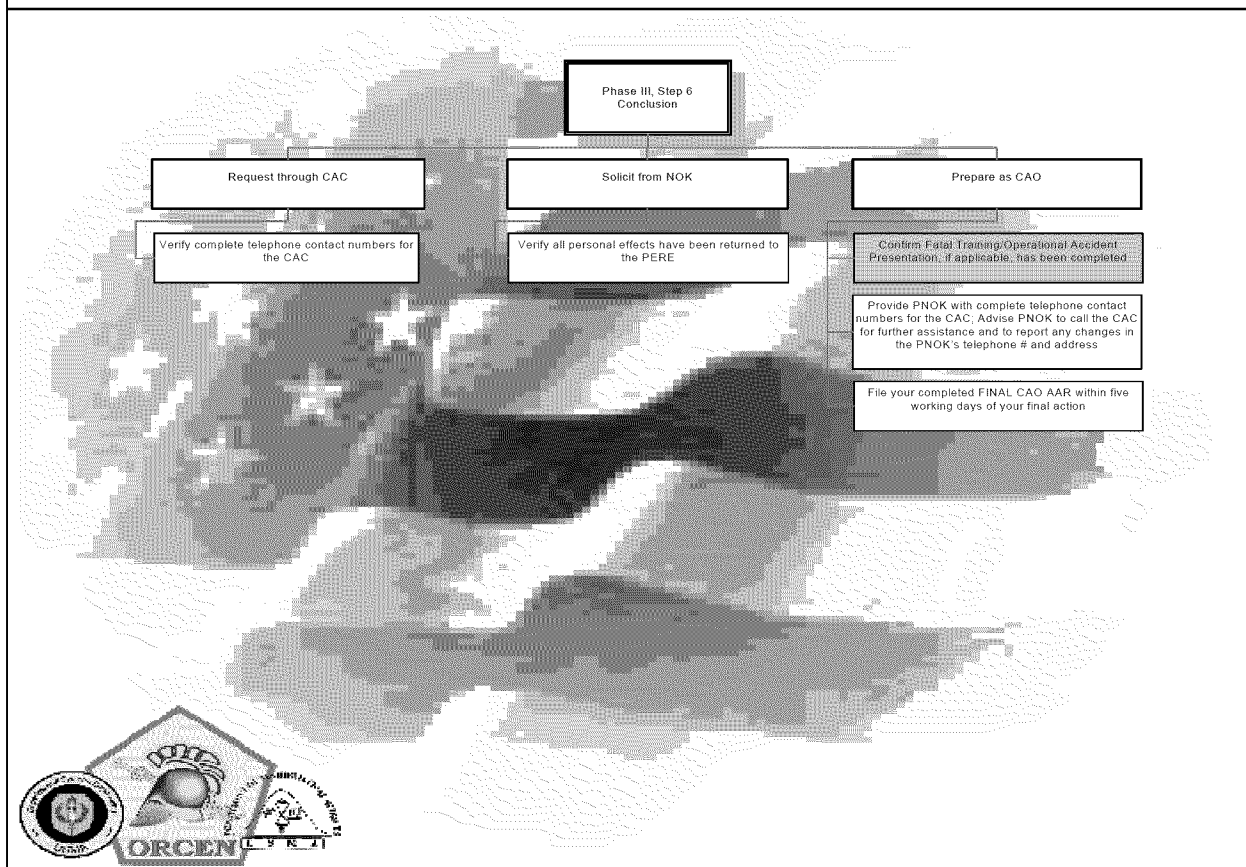 Phase III, Step 6
Conclusion
Request through CAC
Solicit from NOK
Prepare as CAO
Verify complete telephone contact numbers for
the CAC
Verify all personal effects have been returned to
the PERE
Confirm Fatal Training/Operational Accident
Presentation, if applicable, has been completed
Provide PNOK with complete telephone contact
numbers for the CAC; Advise PNOK to call the CAC
for further assistance and to report any changes in
the PNOK's telephone # and address
File your completed FINAL CAO AAR within five
working days of your final action
ORCEN